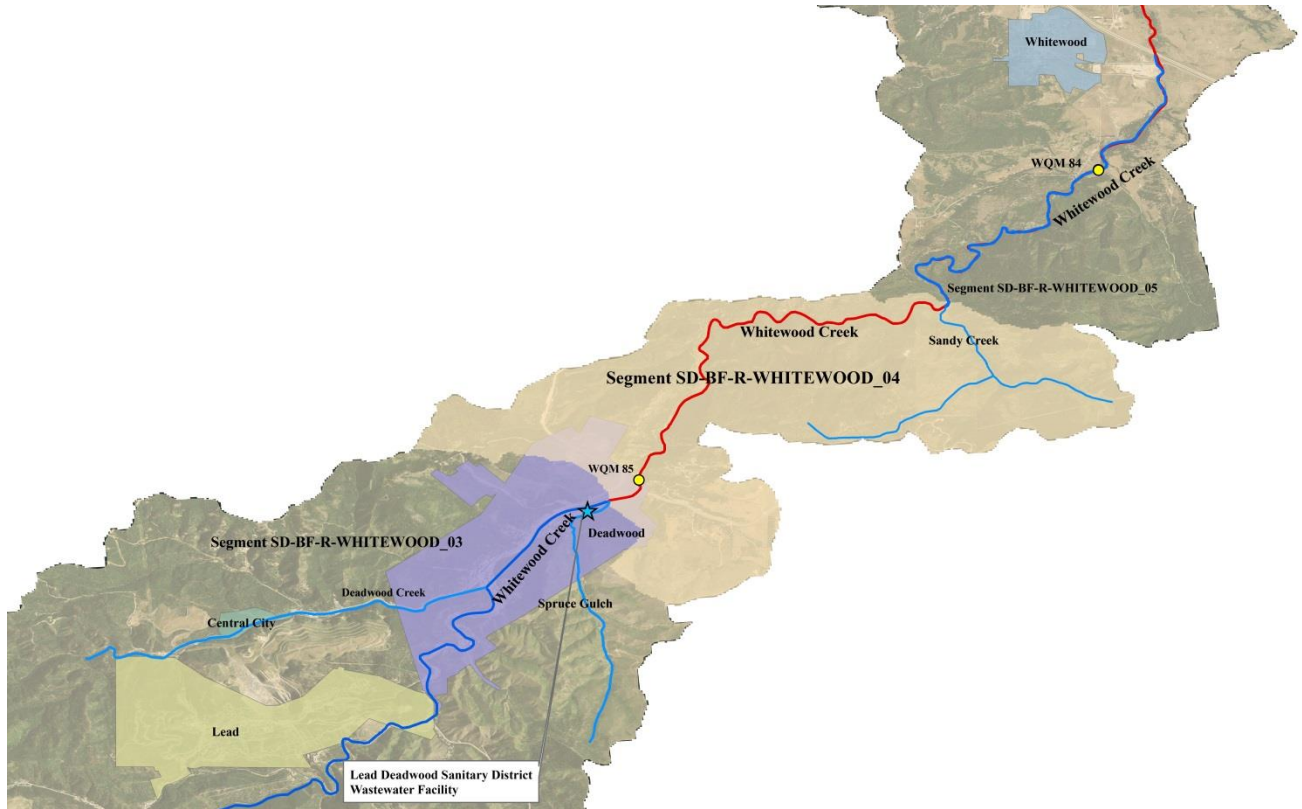 Whitewood
WQM 84
Whitewood Creek
Segment SD-BF-R-WHITEWOOD_05
Whitewood Creek
Sandy Creek
Segment SD-BF-R-WHITEWOOD_04
WQM 85
Segment SD-BF-R-WHITEWOOD_03
Whitewood Creek
Deadwood
Deadwood Creek
Central City
Spruce Gulch
Lead
Lead Deadwood Sanitary District
Wastewater Facility